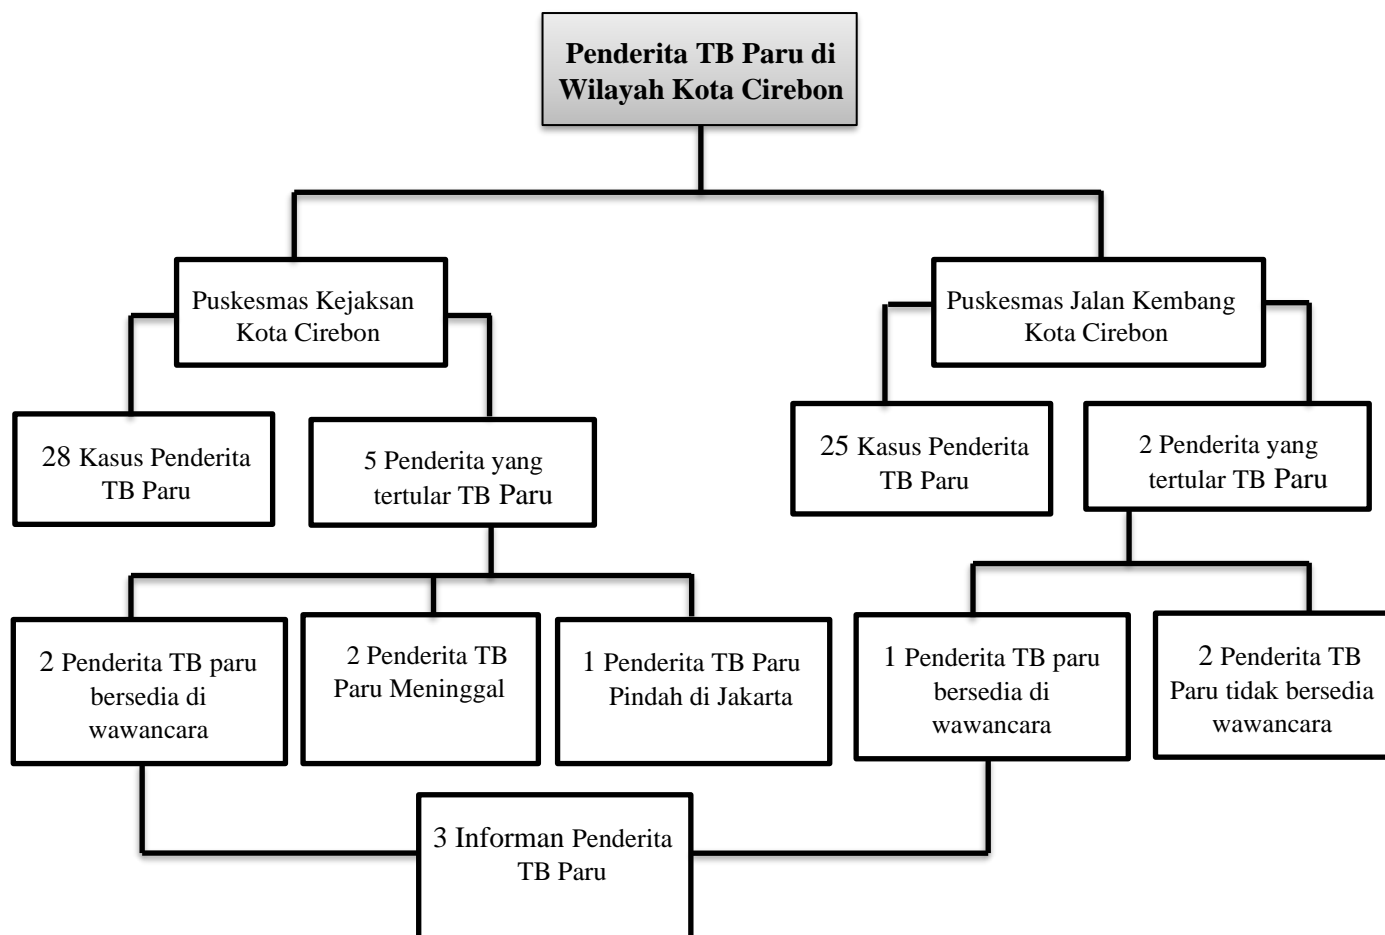 Penderita TB Paru di
Wilayah Kota Cirebon
Puskesmas Kejaksan
Kota Cirebon
Puskesmas Jalan Kembang
Kota Cirebon
28 Kasus Penderita
TB Paru
5 Penderita yang
tertular TB Paru
25 Kasus Penderita
TB Paru
2 Penderita yang
tertular TB Paru
2 Penderita TB paru
bersedia di
wawancara
2 Penderita TB
Paru Meninggal
1 Penderita TB Paru
Pindah di Jakarta
1 Penderita TB paru
bersedia di
wawancara
2 Penderita TB
Paru tidak bersedia
wawancara
3 Informan Penderita
TB Paru